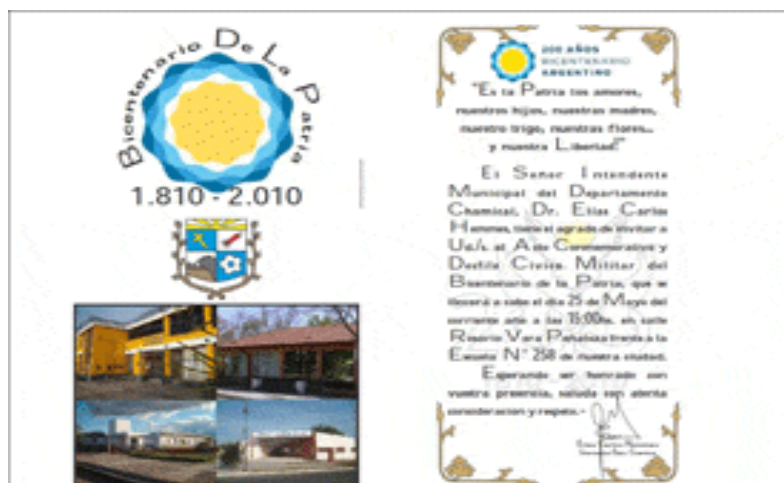 Bicentenario De La Patria
1.810 - 2.010
200 AÑOS
BICENTENARIO
ARGENTINO
"Es la Patria los amores,
nuestros hijos, nuestras madres,
nuestro trigo, nuestras flores...
y nuestra Libertad!"
El Señor Intendente
Municipal del Departamento
Chamical, Dr. Elías Carlos
Hemmes, tiene el agrado de invitar a
Ud./s. al Acto Conmemorativo y
Desfile Cívico Militar del
Bicentenario de la Patria, que se
llevará a cabo el día 25 de Mayo del
corriente año a las 15:00hs. en calle
Rosario Vera Peñaloza frente a la
Escuela N° 258 de nuestra ciudad.
Esperando ser honrado con
vuestra presencia, saluda con atenta
consideracion y respeto.-